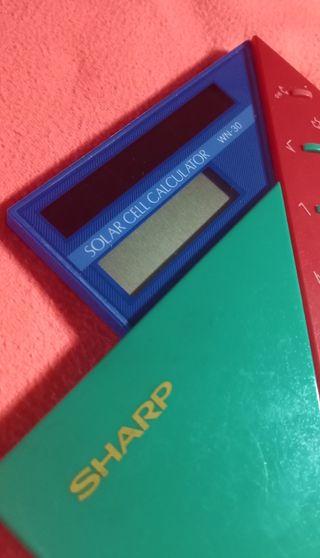 SOLAR CELL CALCULATOR WN-30
SHARP